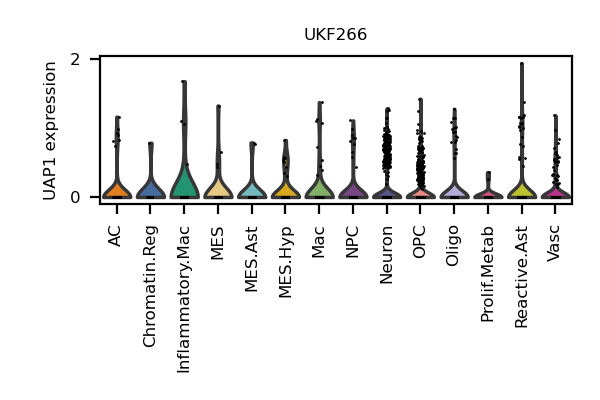 UKF266
UAP1 expression
2
0
AC
Chromatin.Reg
Inflammatory.Mac
MES
MES.Ast
MES.Hyp
Mac
NPC
Neuron
OPC
Oligo
Prolif.Metab
Reactive.Ast
Vasc